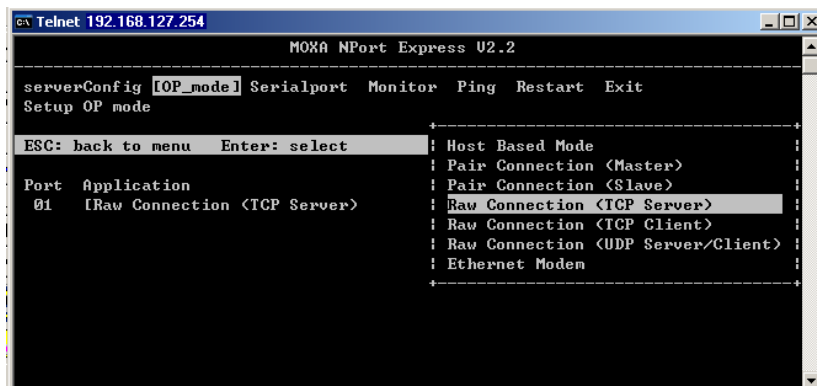 Telnet 192.168.127.254
MOXA NPort Express V2.2
serverConfig [OP_mode] Serialport Monitor Ping Restart Exit
Setup OP mode
ESC: back to menu Enter: select
Port Application
01 [Raw Connection (TCP Server)
Host Based Mode
Pair Connection (Master)
Pair Connection (Slave)
Raw Connection (TCP Server)
Raw Connection (TCP Client)
Raw Connection (UDP Server/Client)
Ethernet Modem